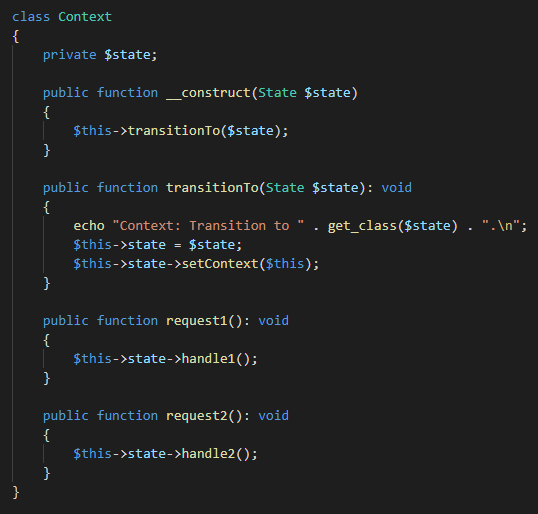 class Context
{
    private $state;

    public function __construct(State $state)
    {
        $this->transitionTo($state);
    }

    public function transitionTo(State $state): void
    {
        echo "Context: Transition to " . get_class($state) . ".\n";
        $this->state = $state;
        $this->state->setContext($this);
    }

    public function request1(): void
    {
        $this->state->handle1();
    }

    public function request2(): void
    {
        $this->state->handle2();
    }
}